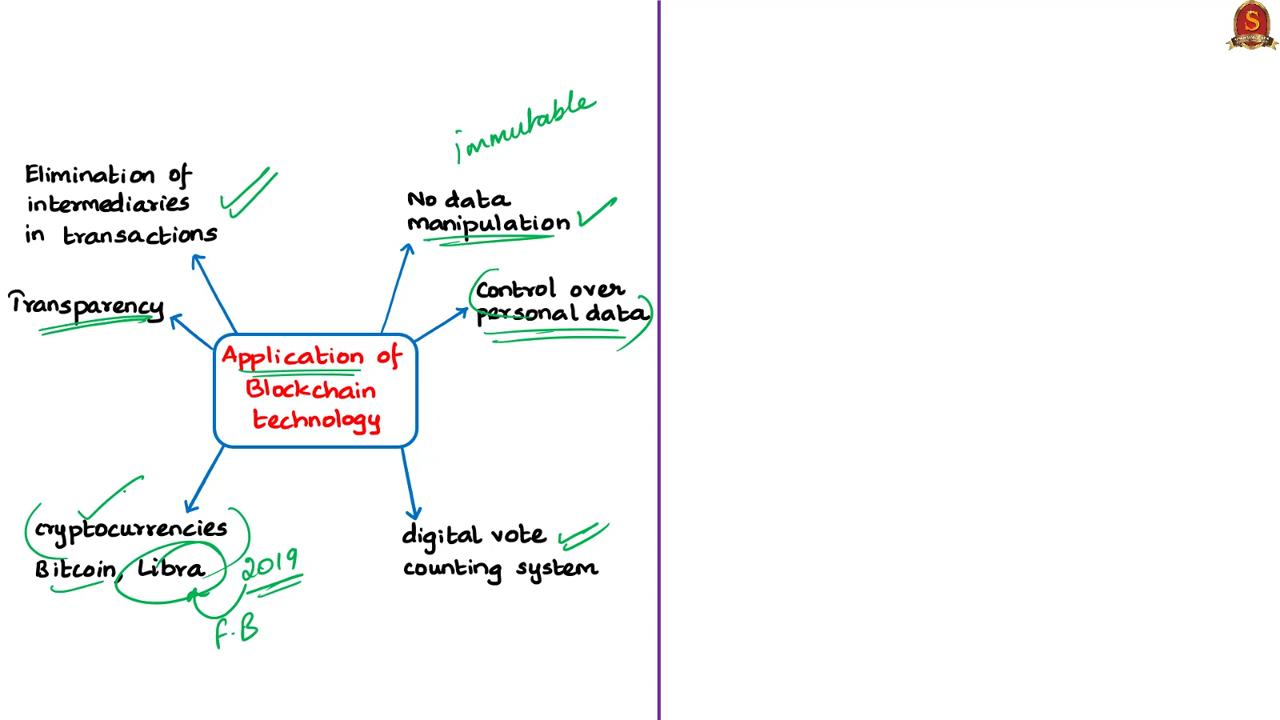 immutable
Elimination of
intermediaries
in transactions
No data
manipulation
Control over
personal data
Transparency
Application of
Blockchain
technology
cryptocurrencies
Bitcoin, Libra
2019
F.B
digital vote
counting system
S